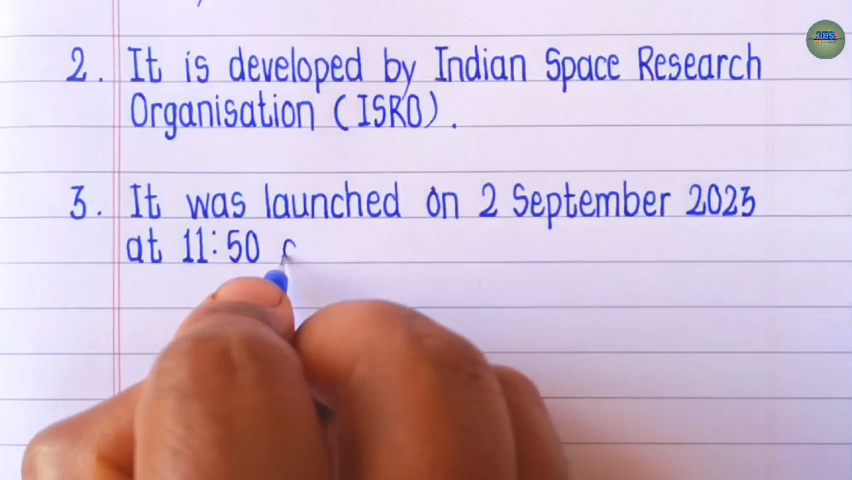 2. It is developed by Indian Space Research
Organisation (ISRO).
3. It was launched on 2 September 2023
at 11:50